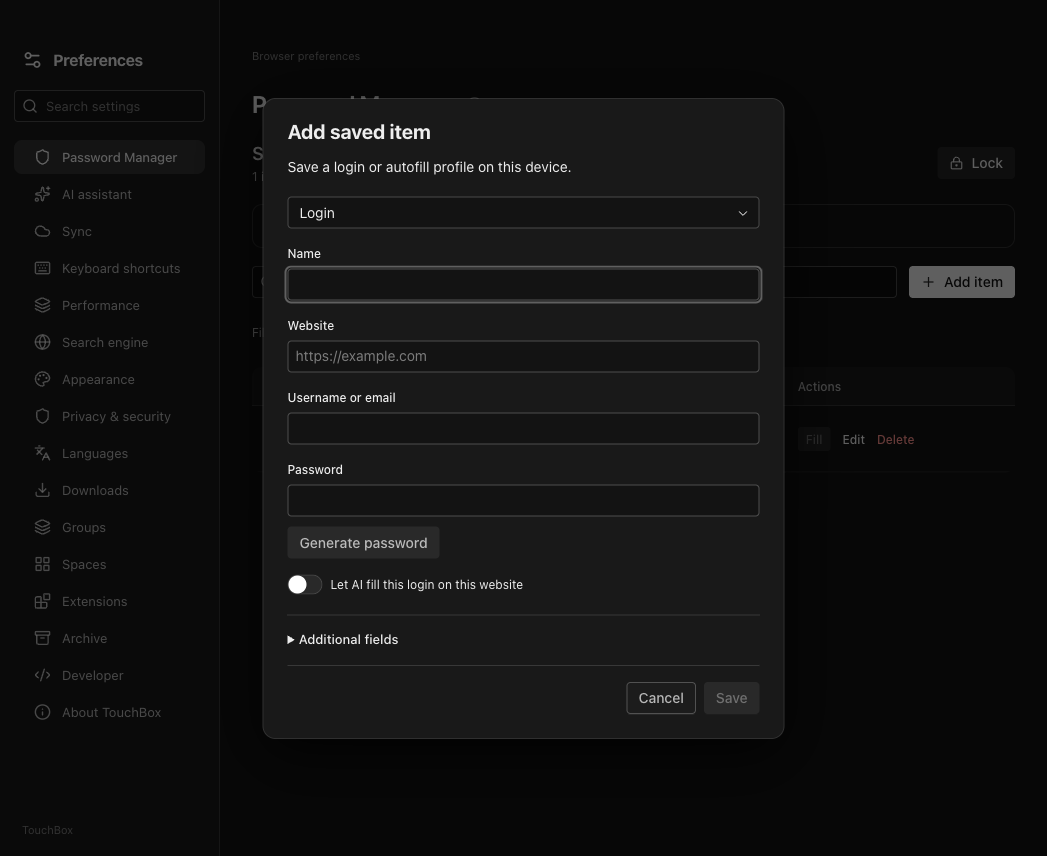 Preferences
Search settings
Password Manager
AI assistant
Sync
Keyboard shortcuts
Performance
Search engine
Appearance
Privacy & security
Languages
Downloads
Groups
Spaces
Extensions
Archive
Developer
About TouchBox
TouchBox
Browser preferences
Lock
Add item
Actions
Fill Edit Delete
Add saved item
Save a login or autofill profile on this device.
Login
Name
Website
https://example.com
Username or email
Password
Generate password
Let AI fill this login on this website
Additional fields
Cancel Save